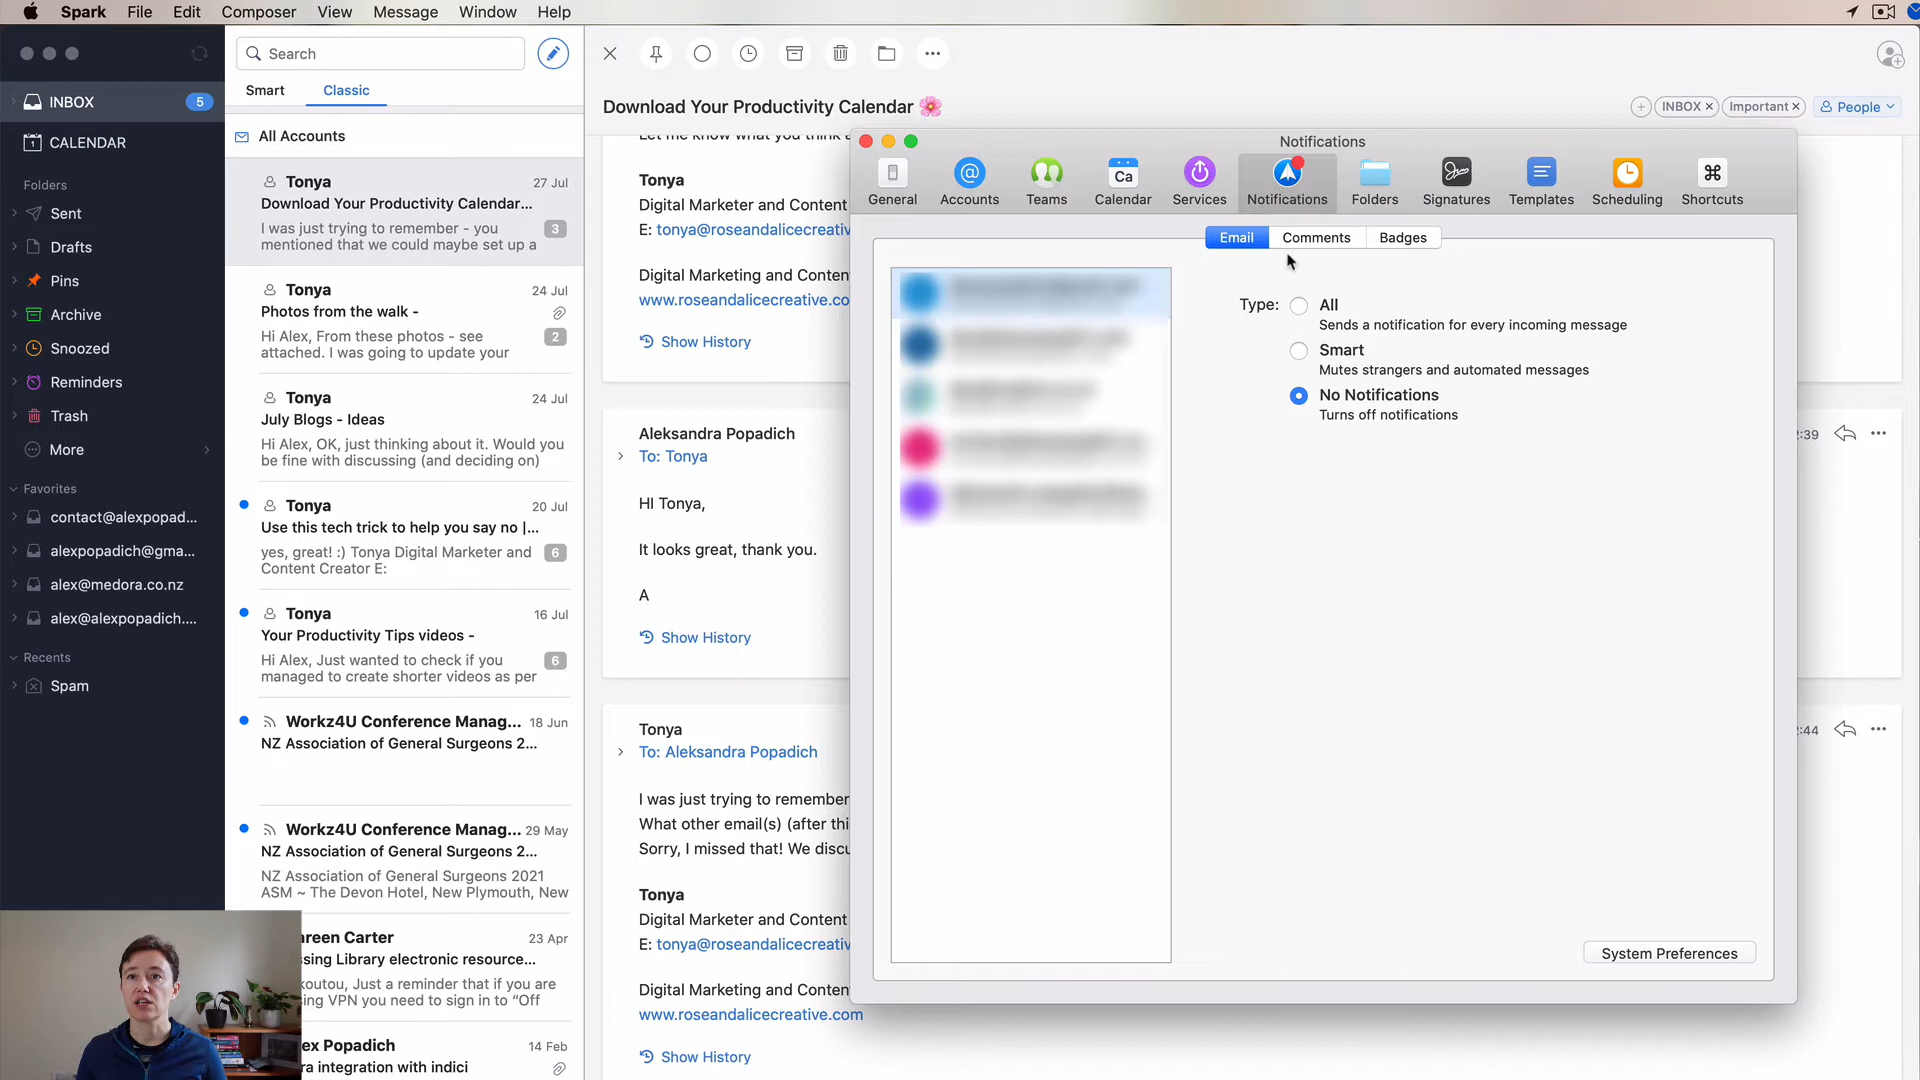 Spark File Edit Composer View Message Window Help
INBOX 5
CALENDAR
Folders
Sent
Drafts
Pins
Archive
Snoozed
Reminders
Trash
More
Favorites
contact@alexpopad...
alexpopadich@gma...
alex@medora.co.nz
alex@alexpopadich....
Recents
Spam
Search
Smart Classic
All Accounts
Tonya 27 Jul
Download Your Productivity Calendar...
I was just trying to remember - you 3
mentioned that we could maybe set up a
Tonya 24 Jul
Photos from the walk -
Hi Alex, From these photos - see 2
attached. I was going to update your
Tonya 24 Jul
July Blogs - Ideas
Hi Alex, OK, just thinking about it. Would you
be fine with discussing (and deciding on)
Tonya 20 Jul
Use this tech trick to help you say no |...
yes, great! :) Tonya Digital Marketer and 6
Content Creator E:
Tonya 16 Jul
Your Productivity Tips videos -
Hi Alex, Just wanted to check if you 6
managed to create shorter videos as per
Workz4U Conference Manag... 18 Jun
NZ Association of General Surgeons 2...
Workz4U Conference Manag... 29 May
NZ Association of General Surgeons 2...
NZ Association of General Surgeons 2021
ASM ~ The Devon Hotel, New Plymouth, New
areen Carter 23 Apr
sing Library electronic resource...
koutou, Just a reminder that if you are
sing VPN you need to sign in to "Off
ex Popadich 14 Feb
ra integration with indici
Download Your Productivity Calendar 🌸
INBOX × Important × People
Let me know what you think a
Tonya
Digital Marketer and Content
E: tonya@roseandalicecreativ
Digital Marketing and Conten
www.roseandalicecreative.co
Show History
Aleksandra Popadich
To: Tonya
:39
HI Tonya,
It looks great, thank you.
A
Show History
Tonya
To: Aleksandra Popadich
:44
I was just trying to remember
What other email(s) (after thi
Sorry, I missed that! We discu
Tonya
Digital Marketer and Content
E: tonya@roseandalicecreativ
Digital Marketing and Conten
www.roseandalicecreative.com
Show History
Notifications
General Accounts Teams Ca Calendar Services Notifications Folders Signatures Templates Scheduling Shortcuts
Email Comments Badges
Type: All
Sends a notification for every incoming message
Smart
Mutes strangers and automated messages
No Notifications
Turns off notifications
System Preferences